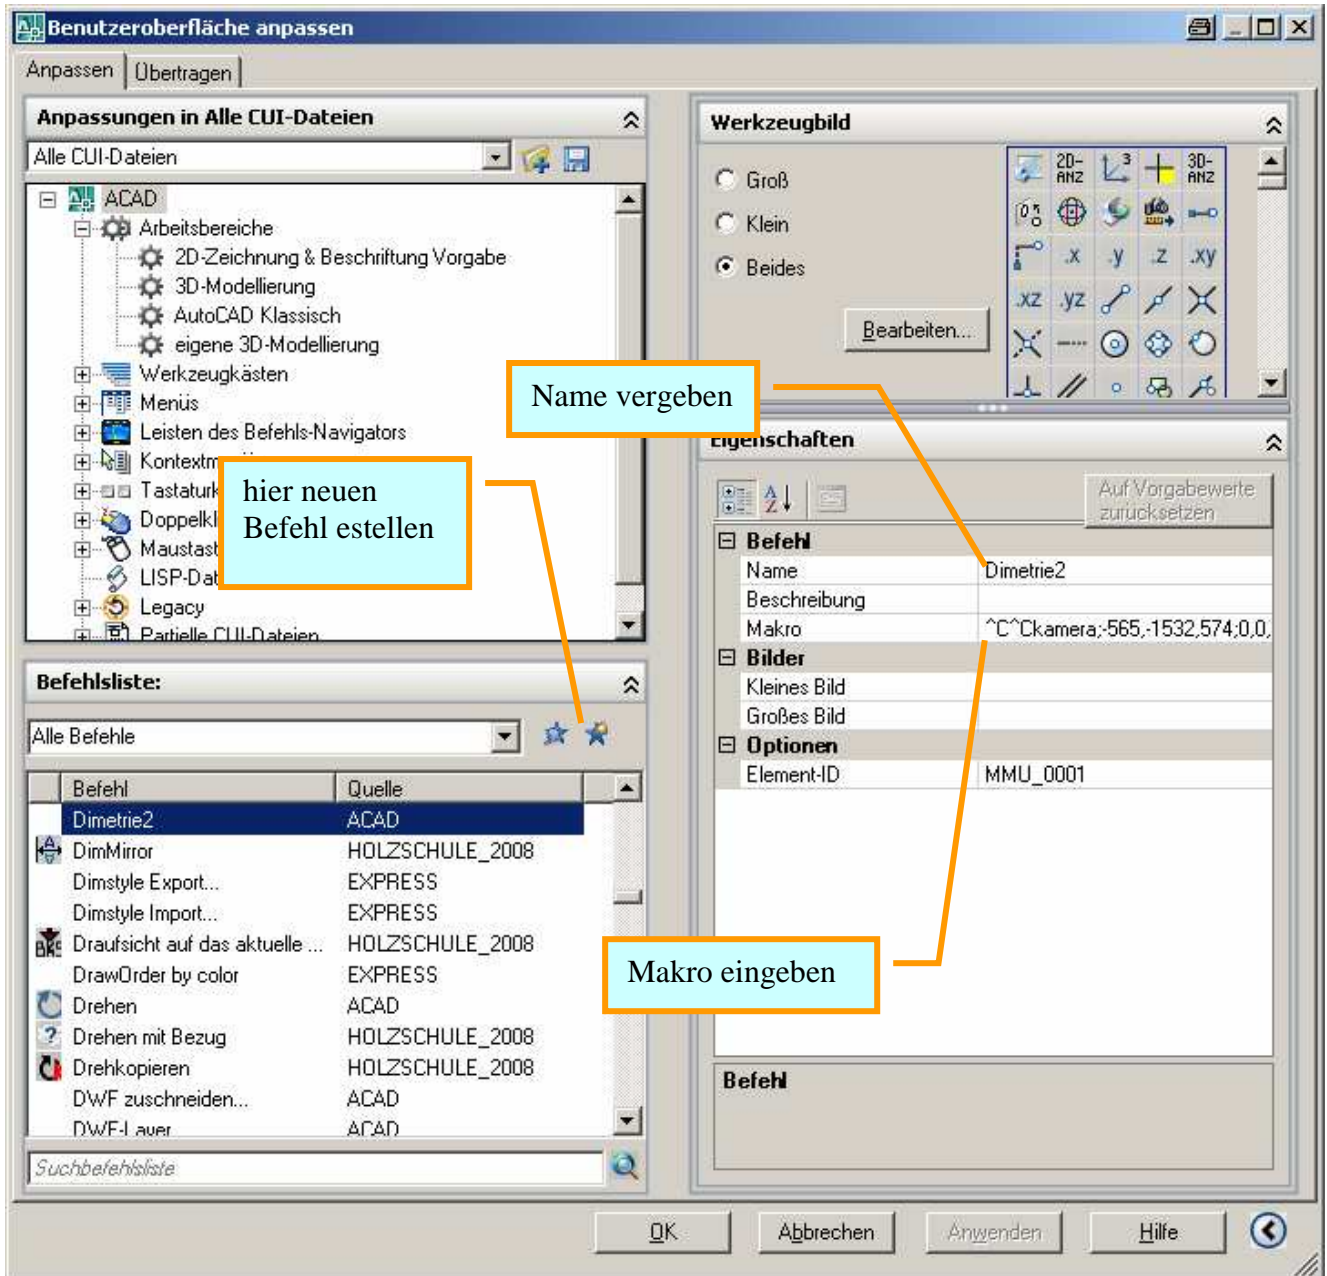 Benutzeroberfläche anpassen
Anpassen
Übertragen
Anpassungen in Alle CUI-Dateien
Alle CUI-Dateien
ACAD
Arbeitsbereiche
2D-Zeichnung & Beschriftung Vorgabe
3D-Modellierung
AutoCAD Klassisch
eigene 3D-Modellierung
Werkzeugkästen
Menüs
Leisten des Befehls-Navigators
Kontextm
Tastaturk
Doppelkl
Maustast
LISP-Dat
Legacy
Partielle CUI-Dateien
hier neuen
Befehl estellen
Befehlsliste:
Alle Befehle
Befehl Quelle
Dimetrie2 ACAD
DimMirror HOLZSCHULE_2008
Dimstyle Export... EXPRESS
Dimstyle Import... EXPRESS
Draufsicht auf das aktuelle ... HOLZSCHULE_2008
DrawOrder by color EXPRESS
Drehen ACAD
Drehen mit Bezug HOLZSCHULE_2008
Drehkopieren HOLZSCHULE_2008
DWF zuschneiden... ACAD
DWF-Layer ACAD
Suchbefehlsliste
Werkzeugbild
Groß
Klein
Beides
Bearbeiten...
2D-
ANZ
3
3D-
ANZ
.X .y .Z .XY
.XZ .YZ
Name vergeben
Eigenschaften
Auf Vorgabewerte
zurücksetzen
Befehl
Name Dimetrie2
Beschreibung
Makro ^C^Ckamera;-565,-1532,574;0,0,
Bilder
Kleines Bild
Großes Bild
Optionen
Element-ID MMU_0001
Makro eingeben
Befehl
OK Abbrechen Anwenden Hilfe